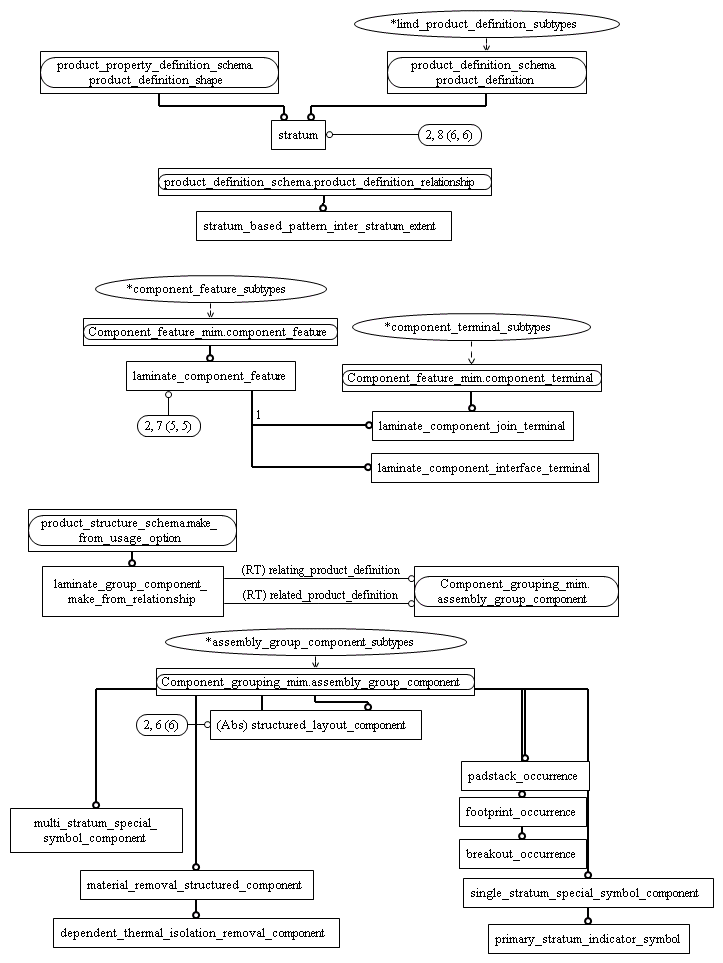 *limd_product_definition_subtypes
product_property_definition_schema.
product_definition_shape
product_definition_schema.
product_definition
stratum
2, 8 (6, 6)
product_definition_schema.product_definition_relationship
stratum_based_pattern_inter_stratum_extent
*component_feature_subtypes
Component_feature_mim.component_feature
*component_terminal_subtypes
laminate_component_feature
Component_feature_mim.component_terminal
1
2, 7 (5, 5)
laminate_component_join_terminal
laminate_component_interface_terminal
product_structure_schema.make_
from_usage_option
(RT) relating_product_definition
laminate_group_component_
make_from_relationship
Component_grouping_mim.
assembly_group_component
(RT) related_product_definition
*assembly_group_component_subtypes
Component_grouping_mim.assembly_group_component
2, 6 (6)
(Abs) structured_layout_component
padstack_occurrence
footprint_occurrence
multi_stratum_special_
symbol_component
breakout_occurrence
material_removal_structured_component
single_stratum_special_symbol_component
dependent_thermal_isolation_removal_component
primary_stratum_indicator_symbol